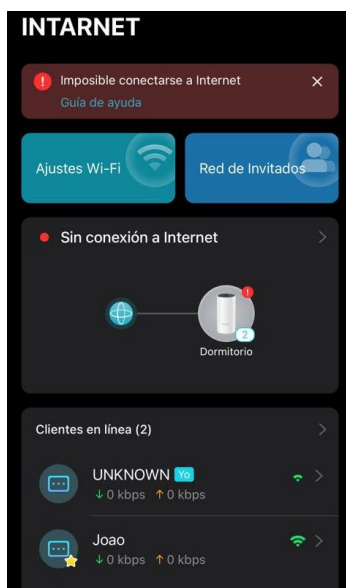 INTARNET
Imposible conectarse a Internet
Guía de ayuda
Ajustes Wi-Fi
Red de Invitados
Sin conexión a Internet
2
Dormitorio
Clientes en línea (2)
UNKNOWN Yo
↓ 0 kbps ↑ 0 kbps
Joao
↓ 0 kbps ↑ 0 kbps